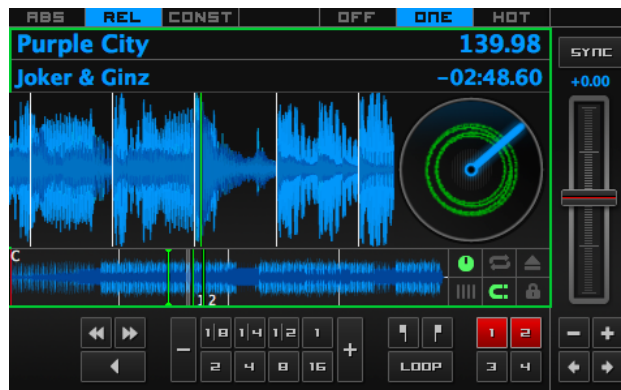 ABS REL CONST OFF ONE HOT
Purple City 139.98
Joker & Ginz -02:48.60
SYNC
+0.00
C
1 2
1|8 1|4 1|2 1
- +
2 4 8 16
LOOP
1 2
3 4
- +